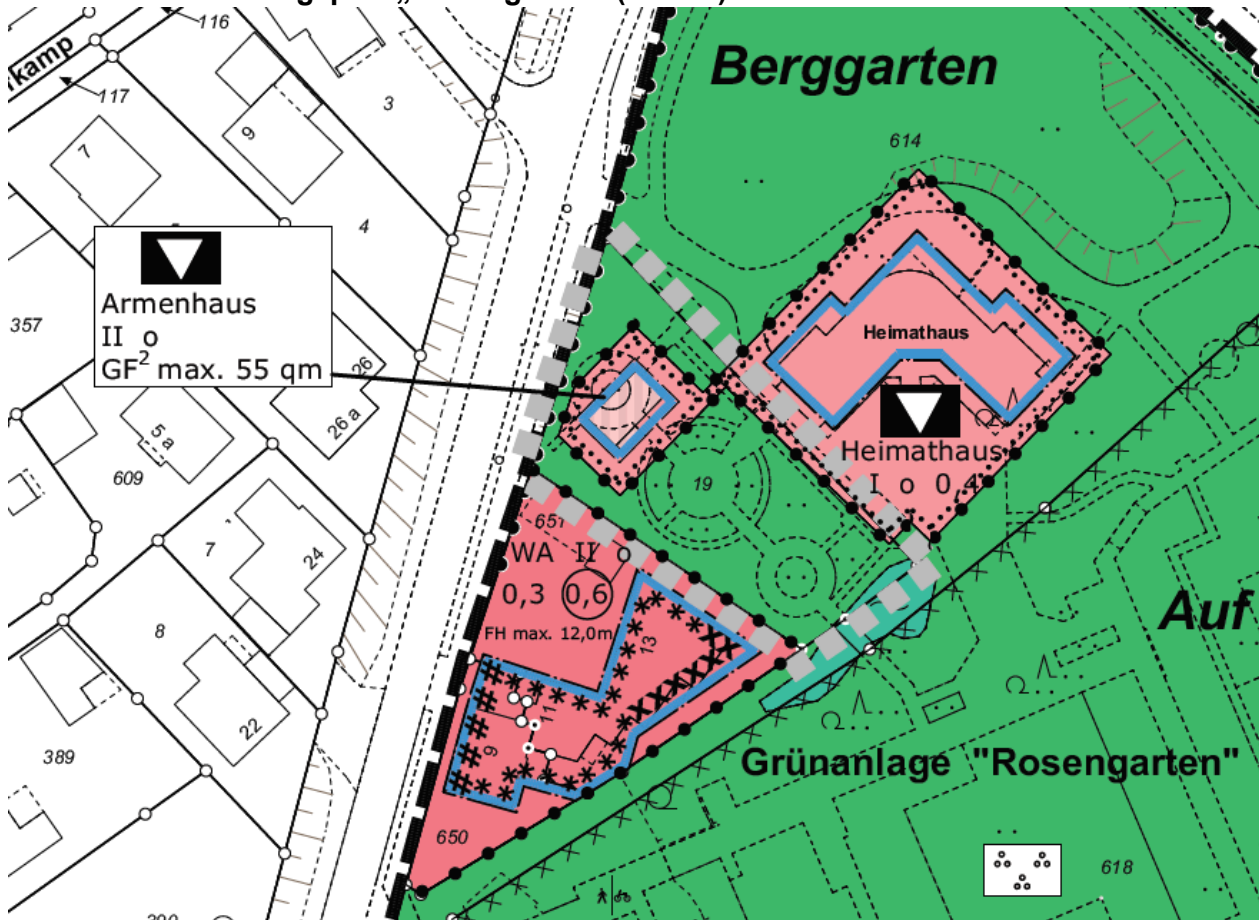 116
kamp
117
Berggarten
3
9
7
614
4
Armenhaus
II o
GF² max. 55 qm
357
Heimathaus
26
26 a
Heimathaus
I o 0,4
5 a
609
19
7
24
65
WA II o
0,3 0,6
FH max. 12,0m
13
Auf
8
22
11
9
389
Grünanlage "Rosengarten"
650
618